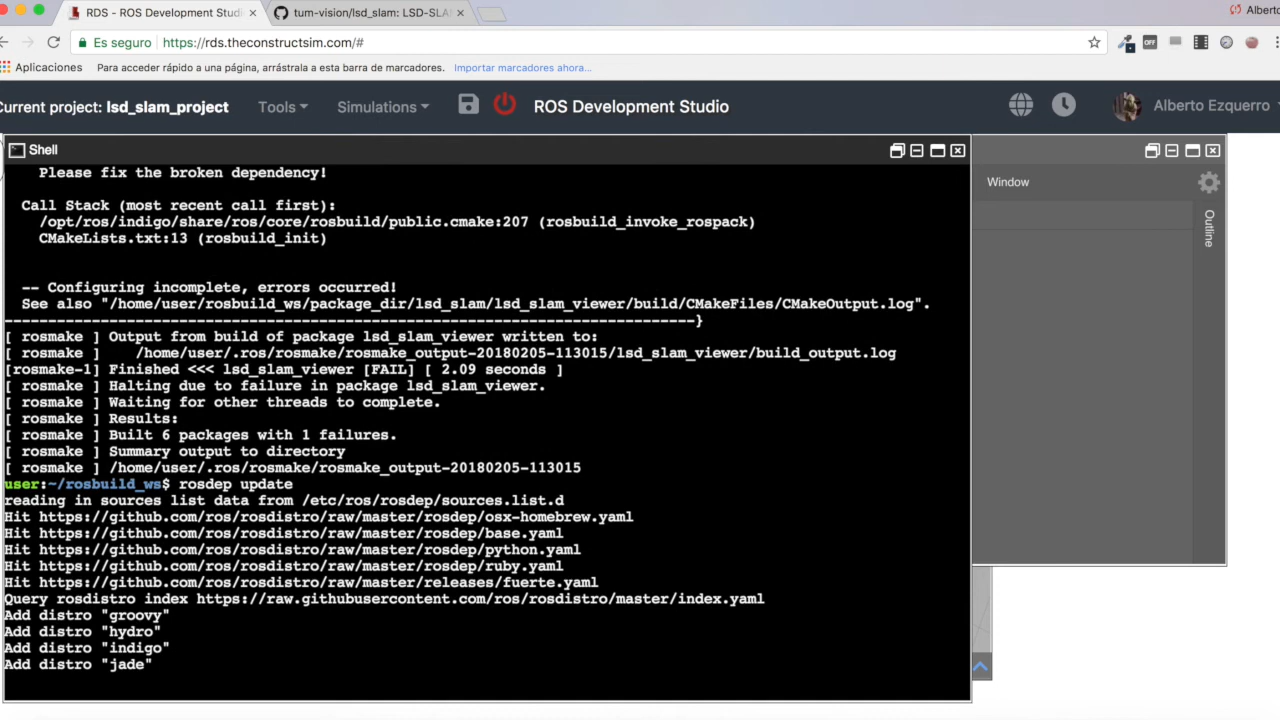 RDS - ROS Development Studi
tum-vision/lsd_slam: LSD-SLA
Alberto
Es seguro
https://rds.theconstructsim.com/#
OFF
Aplicaciones
Para acceder rápido a una página, arrástrala a esta barra de marcadores.
Importar marcadores ahora...
Current project: lsd_slam_project
Tools
Simulations
ROS Development Studio
Alberto Ezquerro
Shell
Window
Outline
Please fix the broken dependency!
Call Stack (most recent call first):
/opt/ros/indigo/share/ros/core/rosbuild/public.cmake:207 (rosbuild_invoke_rospack)
CMakeLists.txt:13 (rosbuild_init)
-- Configuring incomplete, errors occurred!
See also "/home/user/rosbuild_ws/package_dir/lsd_slam/lsd_slam_viewer/build/CMakeFiles/CMakeOutput.log".
-------------------------------------------------------------------------------}
[ rosmake ] Output from build of package lsd_slam_viewer written to:
[ rosmake ]    /home/user/.ros/rosmake/rosmake_output-20180205-113015/lsd_slam_viewer/build_output.log
[rosmake-1] Finished <<< lsd_slam_viewer [FAIL] [ 2.09 seconds ]
[ rosmake ] Halting due to failure in package lsd_slam_viewer.
[ rosmake ] Waiting for other threads to complete.
[ rosmake ] Results:
[ rosmake ] Built 6 packages with 1 failures.
[ rosmake ] Summary output to directory
[ rosmake ] /home/user/.ros/rosmake/rosmake_output-20180205-113015
user:~/rosbuild_ws$ rosdep update
reading in sources list data from /etc/ros/rosdep/sources.list.d
Hit https://github.com/ros/rosdistro/raw/master/rosdep/osx-homebrew.yaml
Hit https://github.com/ros/rosdistro/raw/master/rosdep/base.yaml
Hit https://github.com/ros/rosdistro/raw/master/rosdep/python.yaml
Hit https://github.com/ros/rosdistro/raw/master/rosdep/ruby.yaml
Hit https://github.com/ros/rosdistro/raw/master/releases/fuerte.yaml
Query rosdistro index https://raw.githubusercontent.com/ros/rosdistro/master/index.yaml
Add distro "groovy"
Add distro "hydro"
Add distro "indigo"
Add distro "jade"